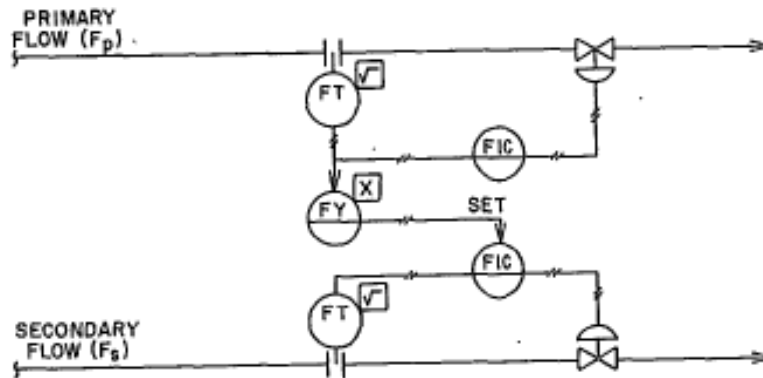 PRIMARY
FLOW (Fp)
FT
√
FIC
FY
X
SET
FIC
FT
√
SECONDARY
FLOW (Fs)